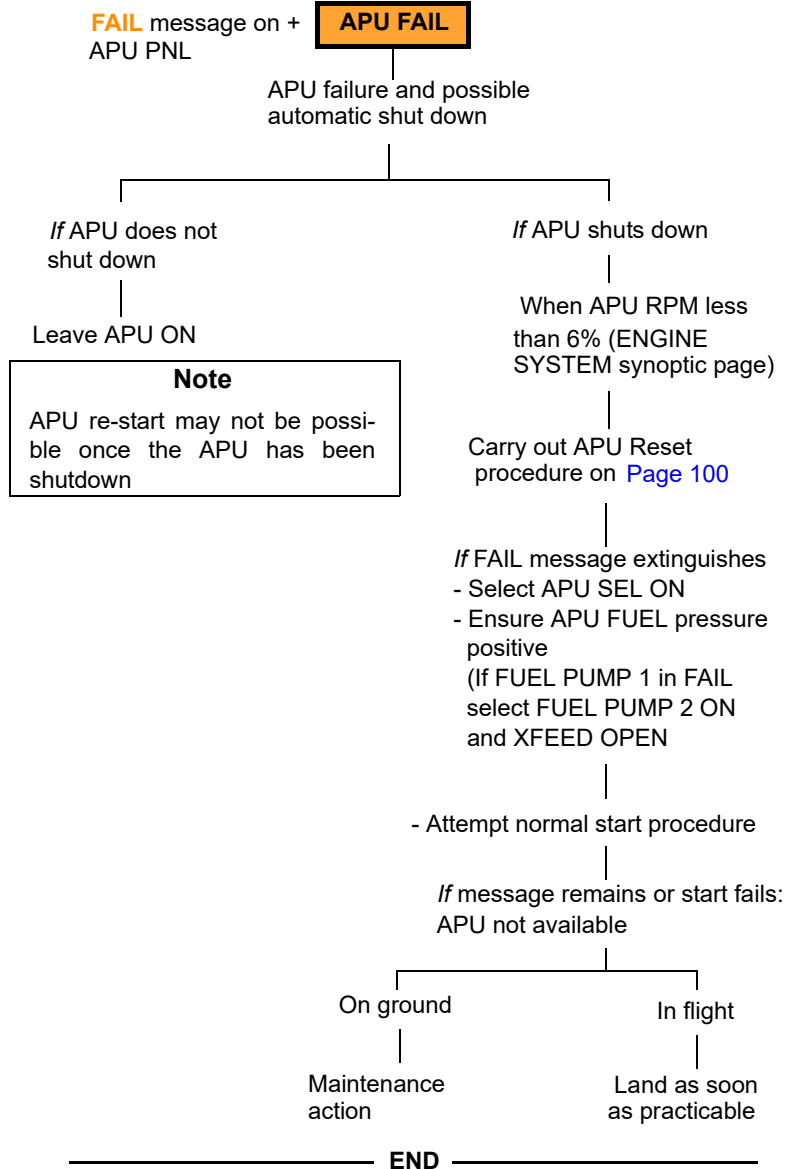 FAIL message on +
APU PNL
APU FAIL
APU failure and possible
automatic shut down
If APU does not
shut down
Leave APU ON
Note
APU re-start may not be possi-
ble once the APU has been
shutdown
If APU shuts down
When APU RPM less
than 6% (ENGINE
SYSTEM synoptic page)
Carry out APU Reset
procedure on Page 100
If FAIL message extinguishes
- Select APU SEL ON
- Ensure APU FUEL pressure
positive
(If FUEL PUMP 1 in FAIL
select FUEL PUMP 2 ON
and XFEED OPEN
- Attempt normal start procedure
If message remains or start fails:
APU not available
On ground
Maintenance
action
In flight
Land as soon
as practicable
END